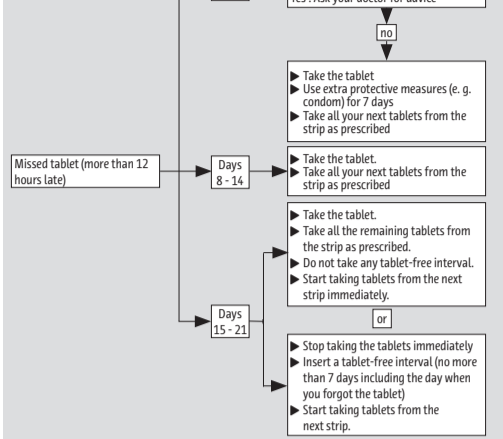 Yes : Ask your doctor for advice
no
▶ Take the tablet
▶ Use extra protective measures (e. g.
condom) for 7 days
▶ Take all your next tablets from the
strip as prescribed
Missed tablet (more than 12
hours late)
Days
8 - 14
▶ Take the tablet.
▶ Take all your next tablets from the
strip as prescribed
Days
15 - 21
▶ Take the tablet.
▶ Take all the remaining tablets from
the strip as prescribed.
▶ Do not take any tablet-free interval.
▶ Start taking tablets from the next
strip immediately.
or
▶ Stop taking the tablets immediately
▶ Insert a tablet-free interval (no more
than 7 days including the day when
you forgot the tablet)
▶ Start taking tablets from the
next strip.